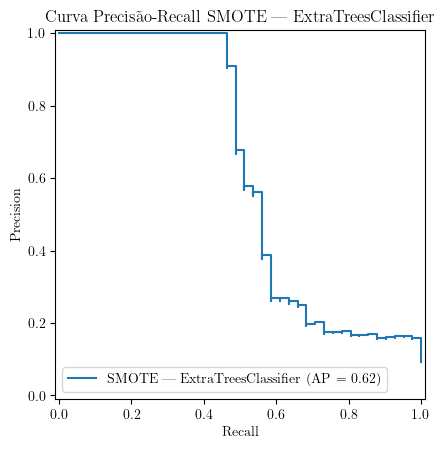 Curva Precisão-Recall SMOTE — ExtraTreesClassifier
1.0
0.8
0.6
0.4
0.2
0.0
Precision
SMOTE — ExtraTreesClassifier (AP = 0.62)
0.0 0.2 0.4 0.6 0.8 1.0
Recall